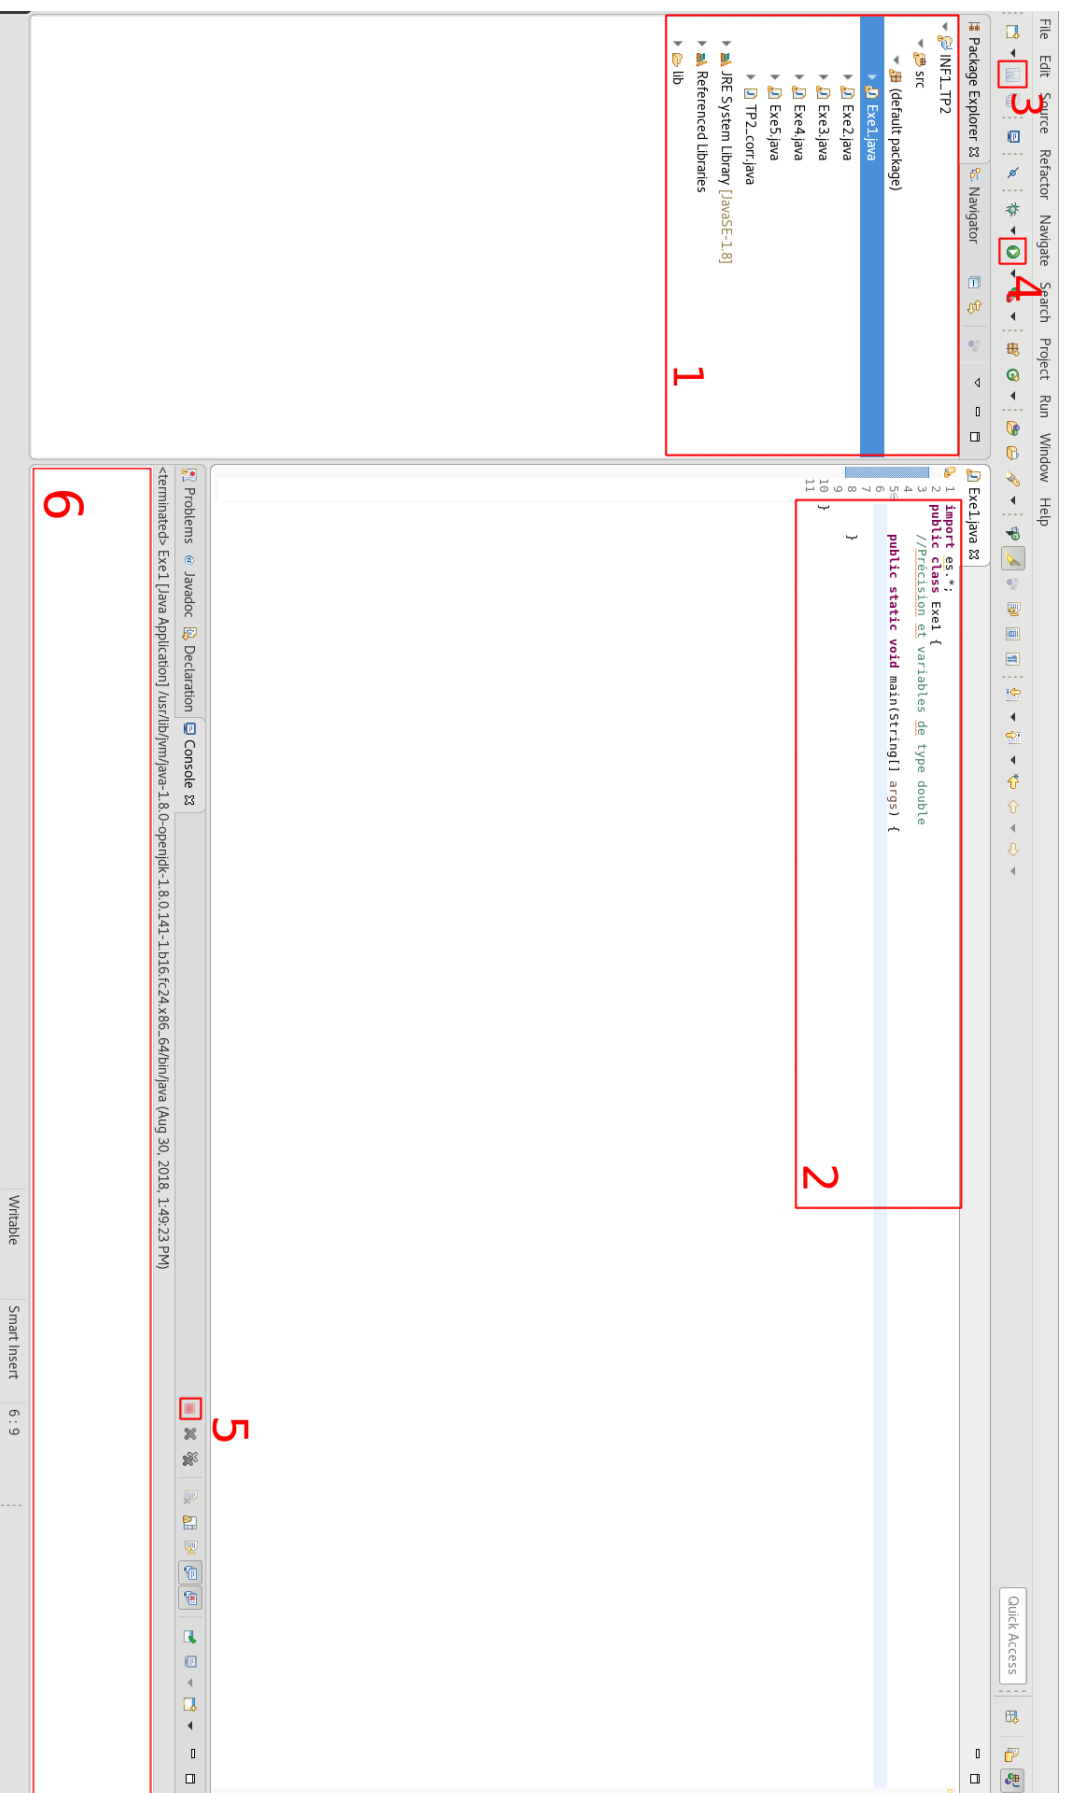 File Edit Source Refactor Navigate Search Project Run Window Help
3
4
Quick Access
Package Explorer Navigator
INF1_TP2
src
(default package)
Exe1.java
Exe2.java
Exe3.java
Exe4.java
Exe5.java
TP2_corr.java
JRE System Library [JavaSE-1.8]
Referenced Libraries
lib
1
Exe1.java
1 import es.*;
2 public class Exe1 {
3 //Précision et variables de type double
4
5 public static void main(String[] args) {
6
7
8 }
9
10 }
11
2
5
Problems Javadoc Declaration Console
<terminated> Exe1 [Java Application] /usr/lib/jvm/java-1.8.0-openjdk-1.8.0.141-1.b16.fc24.x86_64/bin/java (Aug 30, 2018, 1:49:23 PM)
6
Writable Smart Insert 6 : 9